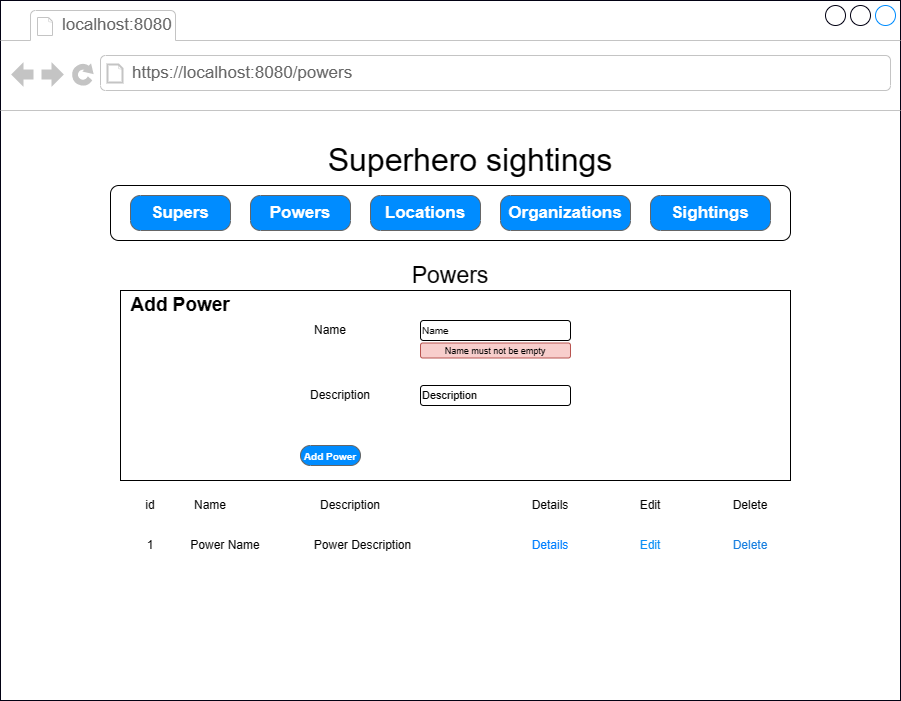 localhost:8080
https://localhost:8080/powers
Superhero sightings
Supers Powers Locations Organizations Sightings
Powers
Add Power
Name Name
Name must not be empty
Description Description
Add Power
id Name Description Details Edit Delete
1 Power Name Power Description Details Edit Delete